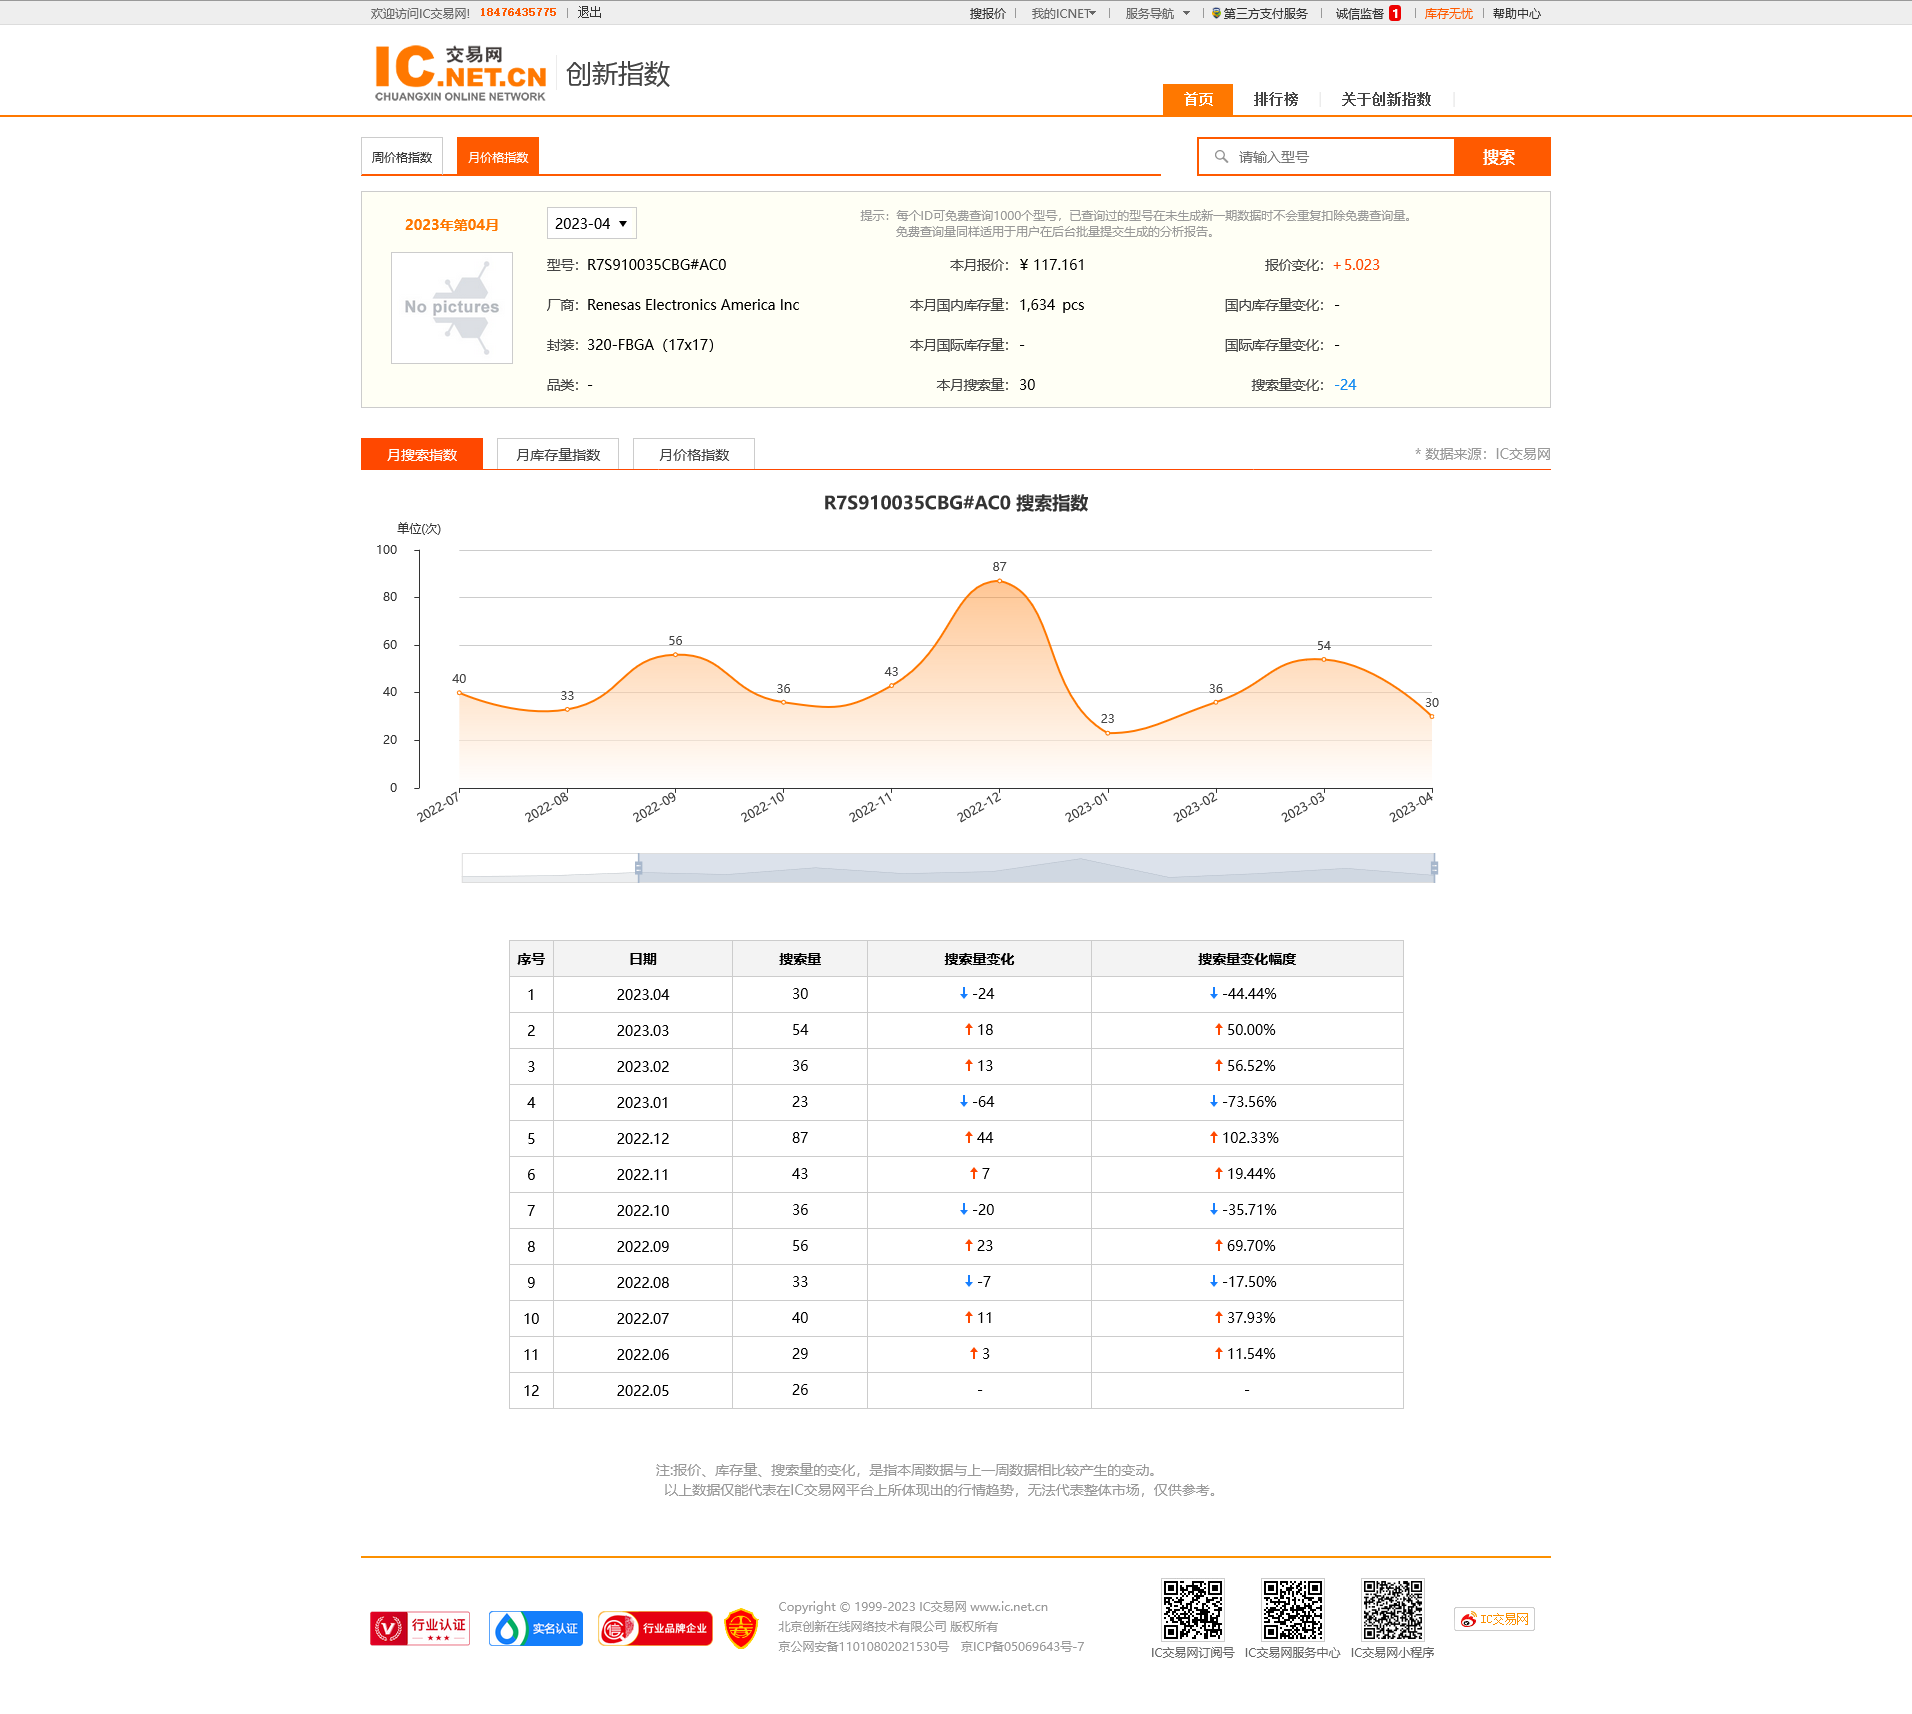 欢迎访问IC交易网! 18476435775 | 退出 搜报价 | 我的ICNET | 服务导航 | 第三方支付服务 | 诚信监督 1 | 库存无忧 | 帮助中心
IC.NET.CN 交易网
CHUANGXIN ONLINE NETWORK
创新指数
首页 排行榜 关于创新指数
周价格指数 月价格指数 请输入型号 搜索
2023年第04月 2023-04
提示：每个ID可免费查询1000个型号，已查询过的型号在未生成新一期数据时不会重复扣除免费查询量。
免费查询量同样适用于用户在后台批量提交生成的分析报告。
No pictures
型号：R7S910035CBG#AC0 本月报价：¥ 117.161 报价变化：+5.023
厂商：Renesas Electronics America Inc 本月国内库存量：1,634 pcs 国内库存量变化：-
封装：320-FBGA（17x17） 本月国际库存量：- 国际库存量变化：-
品类：- 本月搜索量：30 搜索量变化：-24
月搜索指数 月库存量指数 月价格指数 * 数据来源：IC交易网
R7S910035CBG#AC0 搜索指数
单位(次)
100
80
60
40
20
0
40 33 56 36 43 87 23 36 54 30
2022-07 2022-08 2022-09 2022-10 2022-11 2022-12 2023-01 2023-02 2023-03 2023-04
序号 日期 搜索量 搜索量变化 搜索量变化幅度
1 2023.04 30 ↓ -24 ↓ -44.44%
2 2023.03 54 ↑ 18 ↑ 50.00%
3 2023.02 36 ↑ 13 ↑ 56.52%
4 2023.01 23 ↓ -64 ↓ -73.56%
5 2022.12 87 ↑ 44 ↑ 102.33%
6 2022.11 43 ↑ 7 ↑ 19.44%
7 2022.10 36 ↓ -20 ↓ -35.71%
8 2022.09 56 ↑ 23 ↑ 69.70%
9 2022.08 33 ↓ -7 ↓ -17.50%
10 2022.07 40 ↑ 11 ↑ 37.93%
11 2022.06 29 ↑ 3 ↑ 11.54%
12 2022.05 26 - -
注:报价、库存量、搜索量的变化，是指本周数据与上一周数据相比较产生的变动。
以上数据仅能代表在IC交易网平台上所体现出的行情趋势，无法代表整体市场，仅供参考。
行业认证 实名认证 行业品牌企业
Copyright © 1999-2023 IC交易网 www.ic.net.cn
北京创新在线网络技术有限公司 版权所有
京公网安备11010802021530号 京ICP备05069643号-7
IC交易网订阅号 IC交易网服务中心 IC交易网小程序
IC交易网